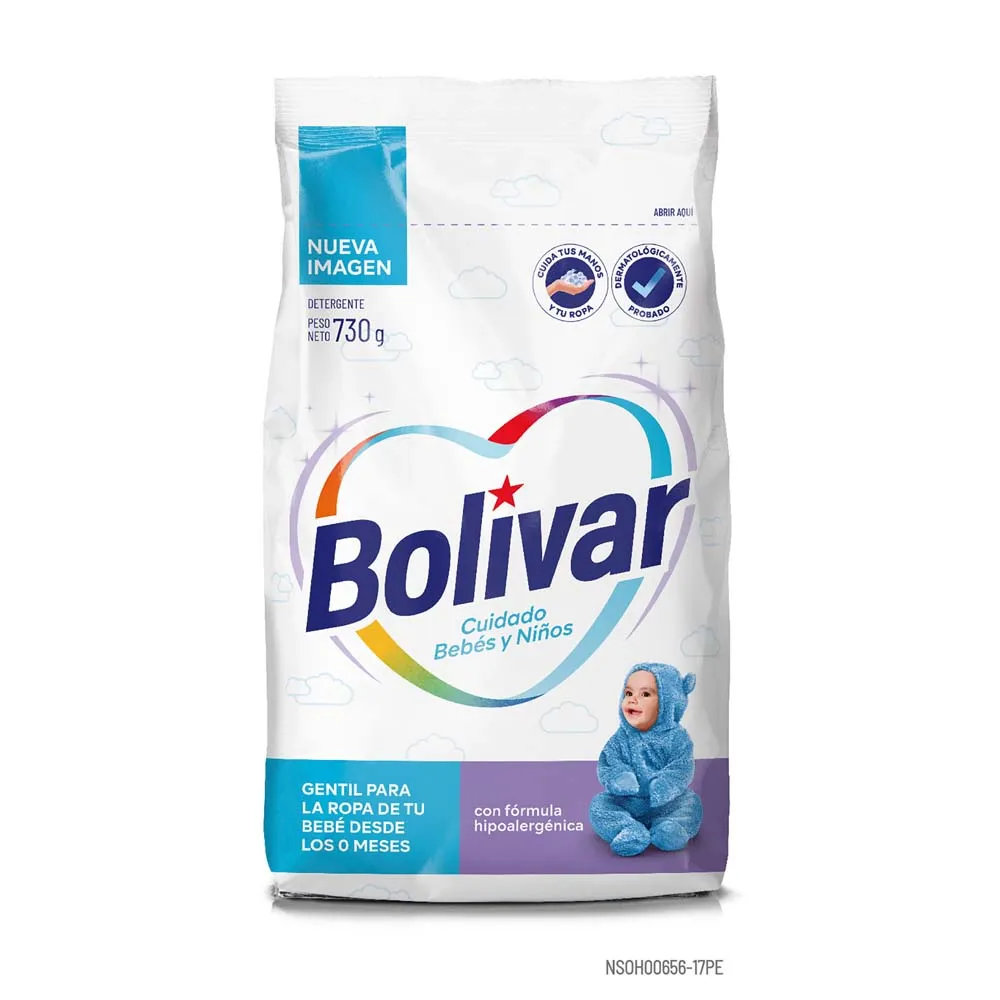 ABRIR AQUÍ
NUEVA
IMAGEN
CUIDA TUS MANOS
Y TU ROPA
DERMATOLÓGICAMENTE
PROBADO
DETERGENTE
PESO
NETO 730 g
Bolivar
Cuidado
Bebés y Niños
GENTIL PARA
LA ROPA DE TU
BEBÉ DESDE
LOS 0 MESES
con fórmula
hipoalergénica
NSOH00656-17PE